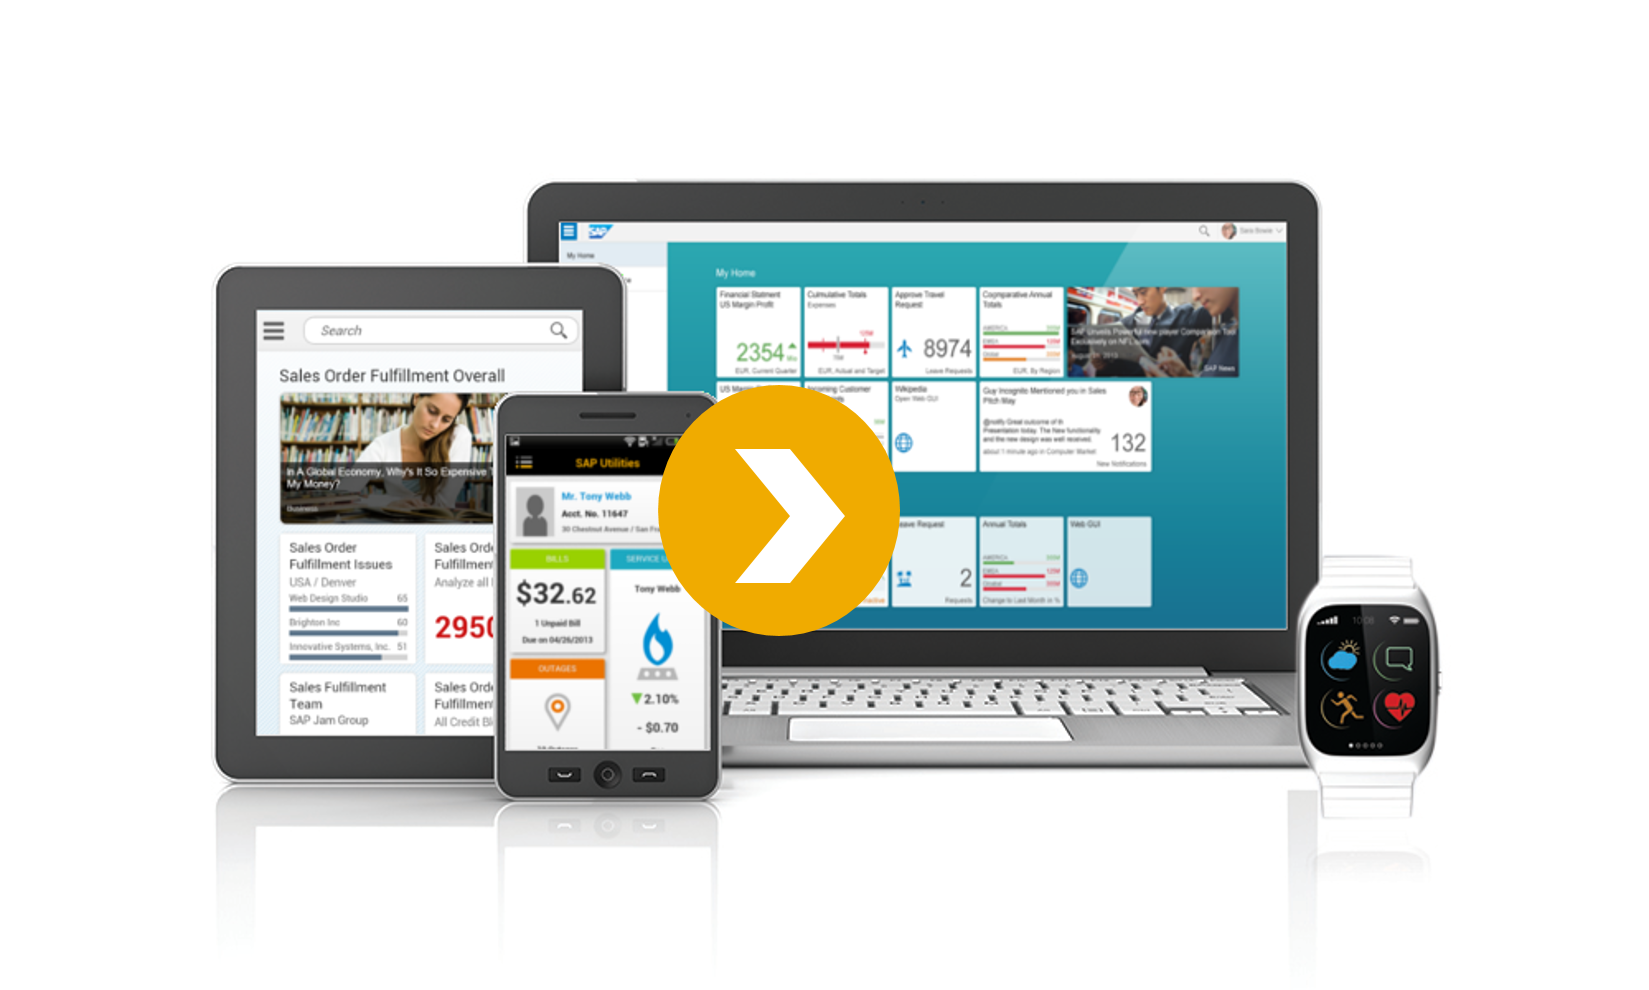 Search
Sales Order Fulfillment Overall
In A Global Economy, Why's It So Expensive
My Money?
Business
Sales Order
Fulfillment Issues
USA / Denver
Web Design Studio 65
Brighton Inc 60
Innovative Systems, Inc. 51
Sales Orde
Fulfillmen
Analyze all
2950
Sales Fulfillment
Team
SAP Jam Group
Sales Orde
Fulfillmen
All Credit Bl
SAP Utilities
Mr. Tony Webb
Acct. No. 11647
30 Chestnut Avenue / San Fra
BILLS
$32.62
1 Unpaid Bill
Due on 04/26/2013
OUTAGES
SERVICE U
Tony Webb
2.10%
- $0.70
SAP
Sara Bowie
My Home
My Home
Financial Statment
US Margin Profit
2354
EUR, Current Quarter
Cumulative Totals
Expenses
EUR, Actual and Target
Approve Travel
Request
8974
Leave Requests
Comparative Annual
Totals
AMERICA
EMEA
Global
EUR, By Region
SAP Unveils Powerful new player Comparison Tool
Exclusively on NFL.com
August 31, 2013
SAP News
US Margin
Incoming Customer
Wikipedia
Open Web GUI
Guy Incognito Mentioned you in Sales
Pitch May
@notify Great outcome of th
Presentation today. The New functionality
and the new design was well received.
about 1 minute ago in Computer Market
132
New Notifications
eave Request
2
Requests
Annual Totals
AMERICA
EMEA
Global
Change to Last Month in %
Web GUI
10:08